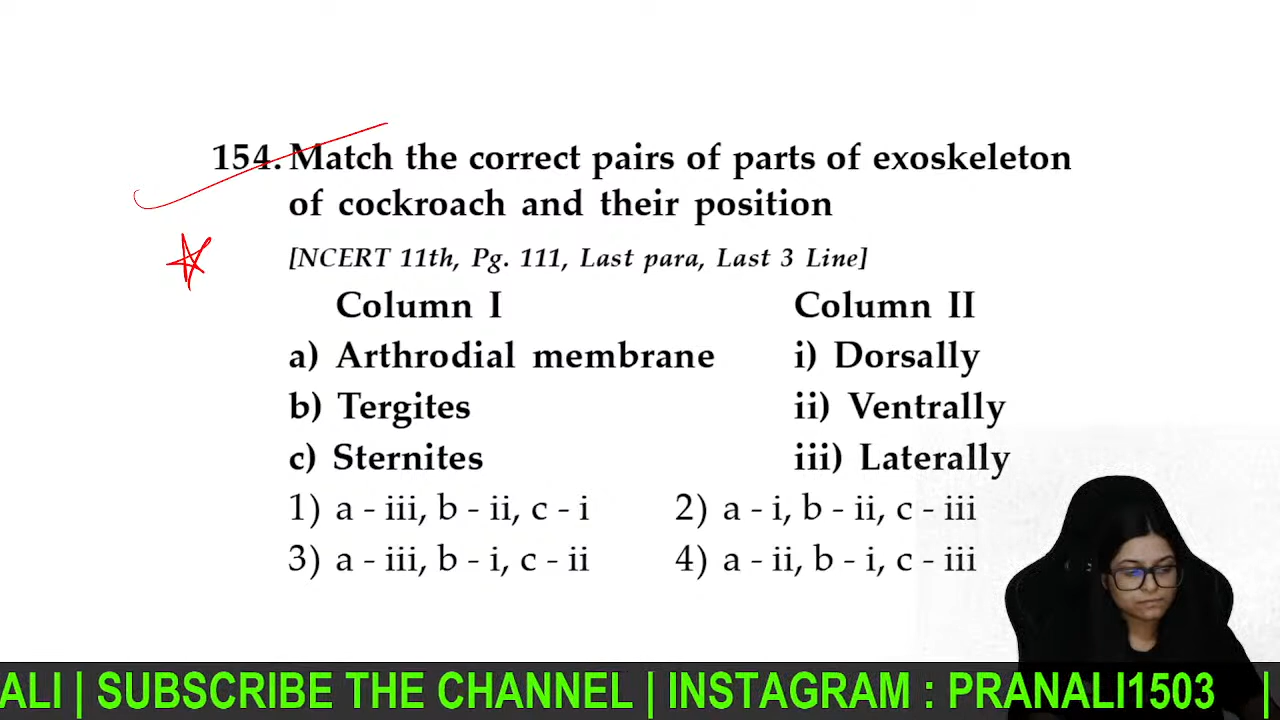 154. Match the correct pairs of parts of exoskeleton
of cockroach and their position
[NCERT 11th, Pg. 111, Last para, Last 3 Line]
Column I Column II
a) Arthrodial membrane i) Dorsally
b) Tergites ii) Ventrally
c) Sternites iii) Laterally
1) a - iii, b - ii, c - i 2) a - i, b - ii, c - iii
3) a - iii, b - i, c - ii 4) a - ii, b - i, c - iii
ALI | SUBSCRIBE THE CHANNEL | INSTAGRAM : PRANALI1503 |